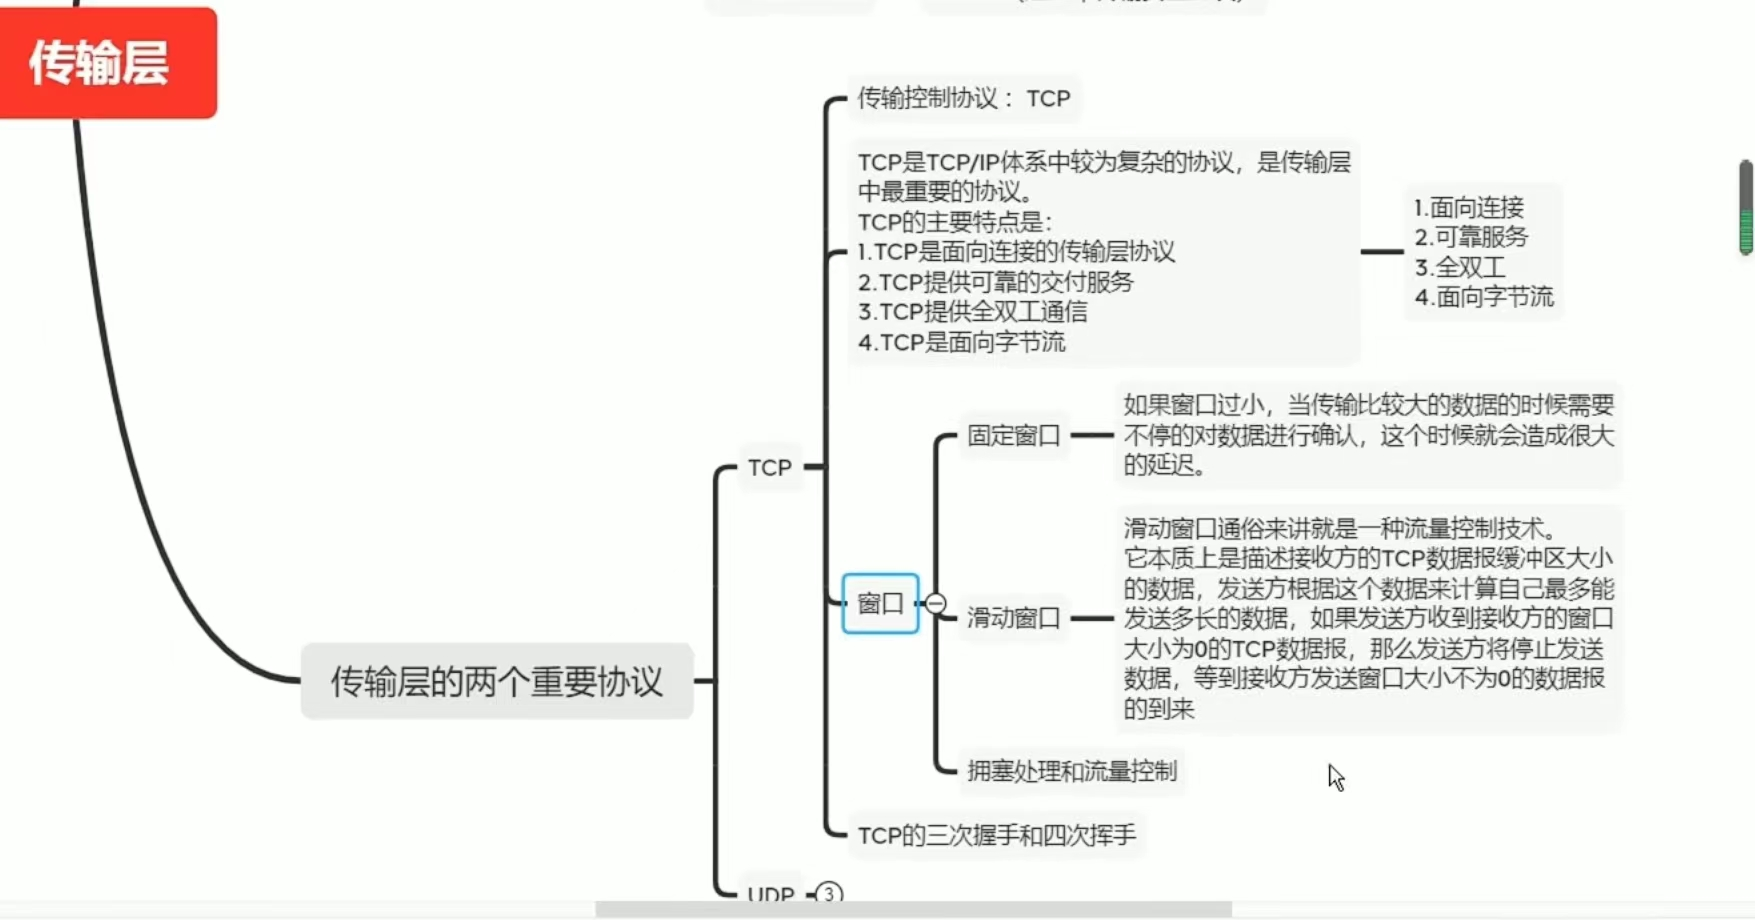 传输层
传输控制协议：TCP
TCP是TCP/IP体系中较为复杂的协议，是传输层
中最重要的协议。
TCP的主要特点是：
1.TCP是面向连接的传输层协议
2.TCP提供可靠的交付服务
3.TCP提供全双工通信
4.TCP是面向字节流
1.面向连接
2.可靠服务
3.全双工
4.面向字节流
固定窗口
如果窗口过小，当传输比较大的数据的时候需要
不停的对数据进行确认，这个时候就会造成很大
的延迟。
TCP
窗口
滑动窗口
滑动窗口通俗来讲就是一种流量控制技术。
它本质上是描述接收方的TCP数据报缓冲区大小
的数据，发送方根据这个数据来计算自己最多能
发送多长的数据，如果发送方收到接收方的窗口
大小为0的TCP数据报，那么发送方将停止发送
数据，等到接收方发送窗口大小不为0的数据报
的到来
传输层的两个重要协议
拥塞处理和流量控制
TCP的三次握手和四次挥手
UDP
3